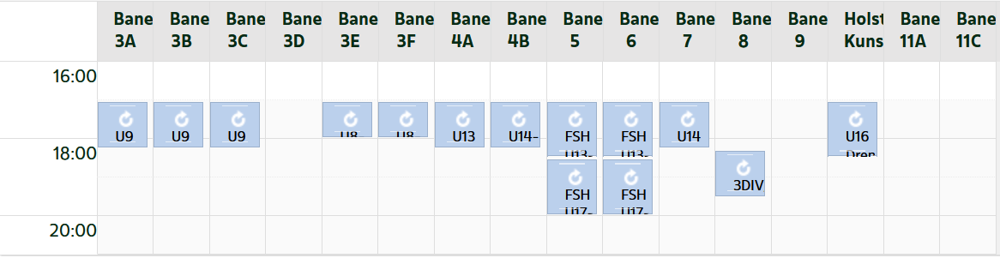 Bane 3A
Bane 3B
Bane 3C
Bane 3D
Bane 3E
Bane 3F
Bane 4A
Bane 4B
Bane 5
Bane 6
Bane 7
Bane 8
Bane 9
Holst Kuns
Bane 11A
Bane 11C
16:00
U9
U9
U9
U8
U8
U13
U14-
FSH U13-
FSH U13-
U14
U16 Dren
18:00
3DIV
FSH U17-
FSH U17-
20:00